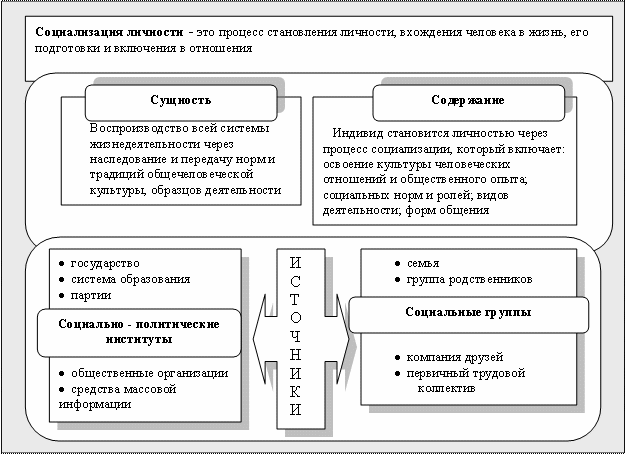 Социализация личности - это процесс становления личности, вхождения человека в жизнь, его
подготовки и включения в отношения
Сущность
Воспроизводство всей системы
жизнедеятельности через
наследование и передачу норм и
традиций общечеловеческой
культуры, образцов деятельности
Содержание
Индивид становится личностью через
процесс социализации, который включает:
освоение культуры человеческих
отношений и общественного опыта;
социальных норм и ролей; видов
деятельности; форм общения
• государство
• система образования
• партии
Социально - политические
институты
• общественные организации
• средства массовой
информации
И
С
Т
О
Ч
Н
И
К
И
• семья
• группа родственников
Социальные группы
• компания друзей
• первичный трудовой
коллектив